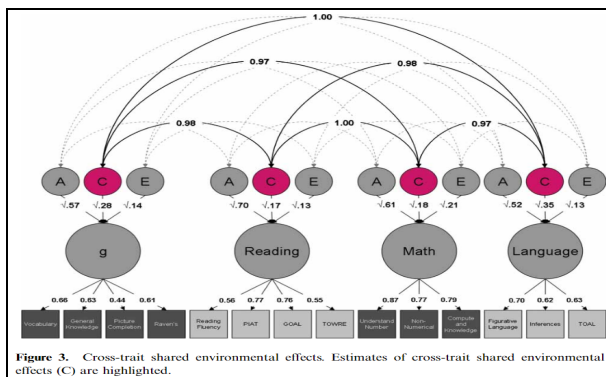 1.00
0.97 0.98
0.98 1.00 0.97
A C E A C E A C E A C E
√.57 √.28 √.14 √.70 √.17 √.13 √.61 √.18 √.21 √.52 √.35 √.13
g Reading Math Language
0.66 0.63 0.44 0.61 0.56 0.77 0.76 0.55 0.87 0.77 0.79 0.70 0.62 0.63
Vocabulary General Knowledge Picture Completion Raven's Reading Fluency PIAT GOAL TOWRE Understand Number Non-Numerical Compute and Knowledge Figurative Language Inferences TOAL
Figure 3. Cross-trait shared environmental effects. Estimates of cross-trait shared environmental
effects (C) are highlighted.